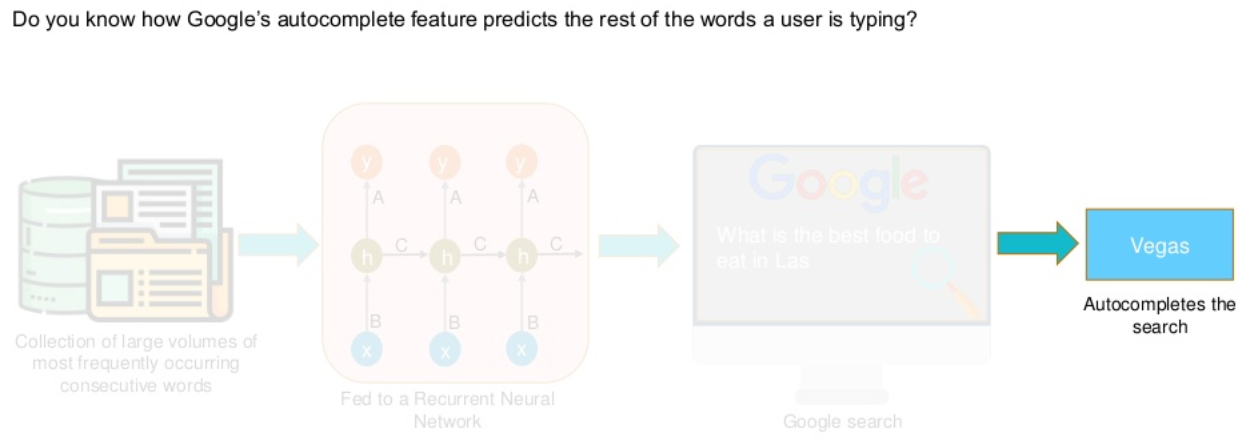 Do you know how Google's autocomplete feature predicts the rest of the words a user is typing?
Collection of large volumes of
most frequently occurring
consecutive words
y y y
A A A
C C C
h h h
B B B
x x x
Fed to a Recurrent Neural
Network
Google
What is the best food to
eat in Las
Google search
Vegas
Autocompletes the
search